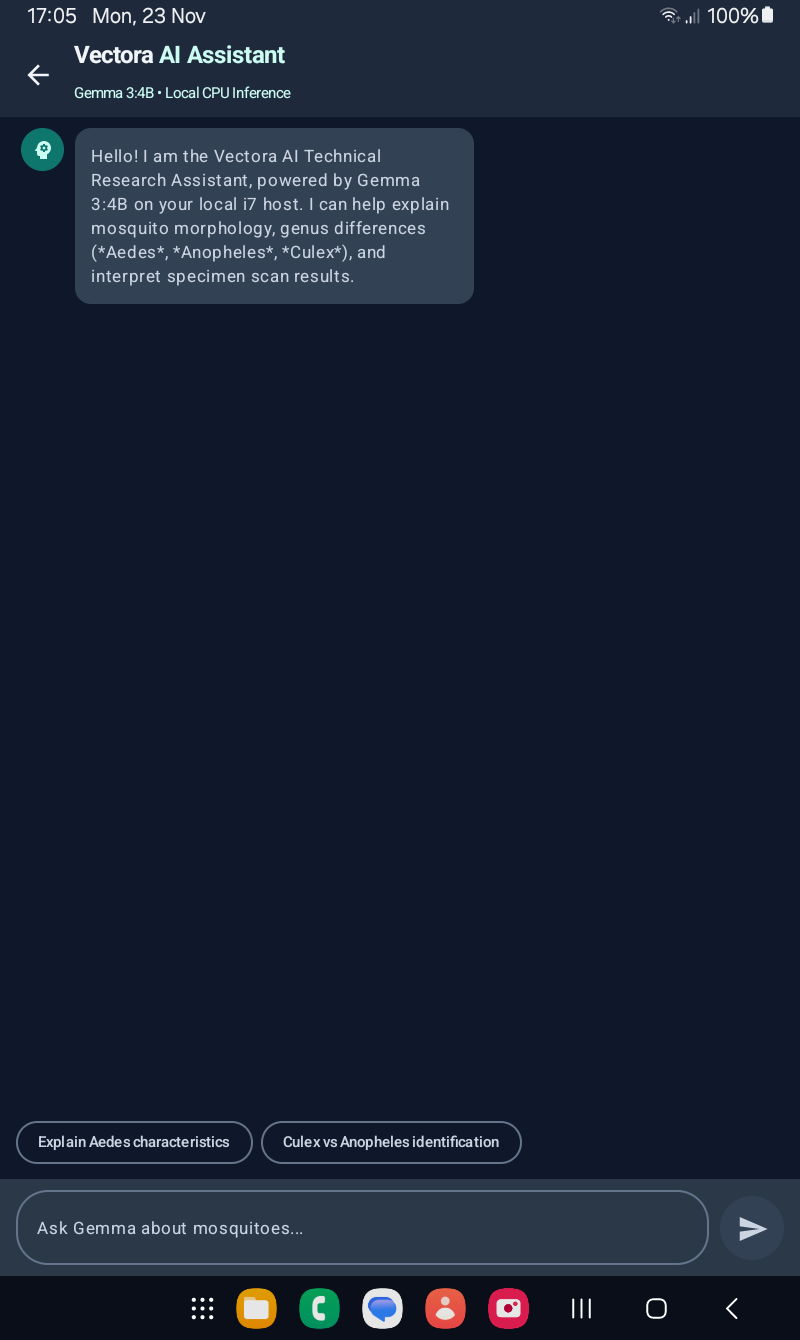 17:05 Mon, 23 Nov
100%
Vectora AI Assistant
Gemma 3:4B • Local CPU Inference
Hello! I am the Vectora AI Technical
Research Assistant, powered by Gemma
3:4B on your local i7 host. I can help explain
mosquito morphology, genus differences
(*Aedes*, *Anopheles*, *Culex*), and
interpret specimen scan results.
Explain Aedes characteristics
Culex vs Anopheles identification
Ask Gemma about mosquitoes...